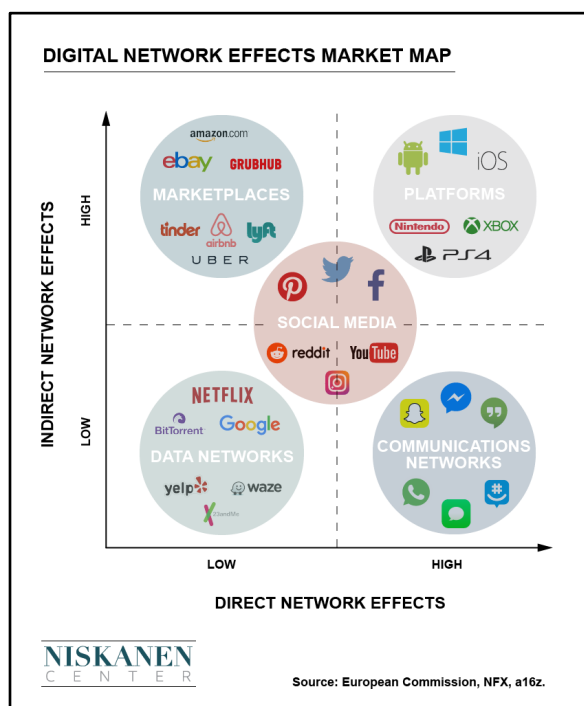 DIGITAL NETWORK EFFECTS MARKET MAP
INDIRECT NETWORK EFFECTS
HIGH
LOW
amazon.com
ebay
GRUBHUB
MARKETPLACES
tinder
airbnb
lyft
UBER
iOS
PLATFORMS
Nintendo
XBOX
PS4
SOCIAL MEDIA
reddit
YouTube
NETFLIX
BitTorrent
Google
DATA NETWORKS
yelp
waze
23andMe
COMMUNICATIONS
NETWORKS
LOW
HIGH
DIRECT NETWORK EFFECTS
NISKANEN
CENTER
Source: European Commission, NFX, a16z.